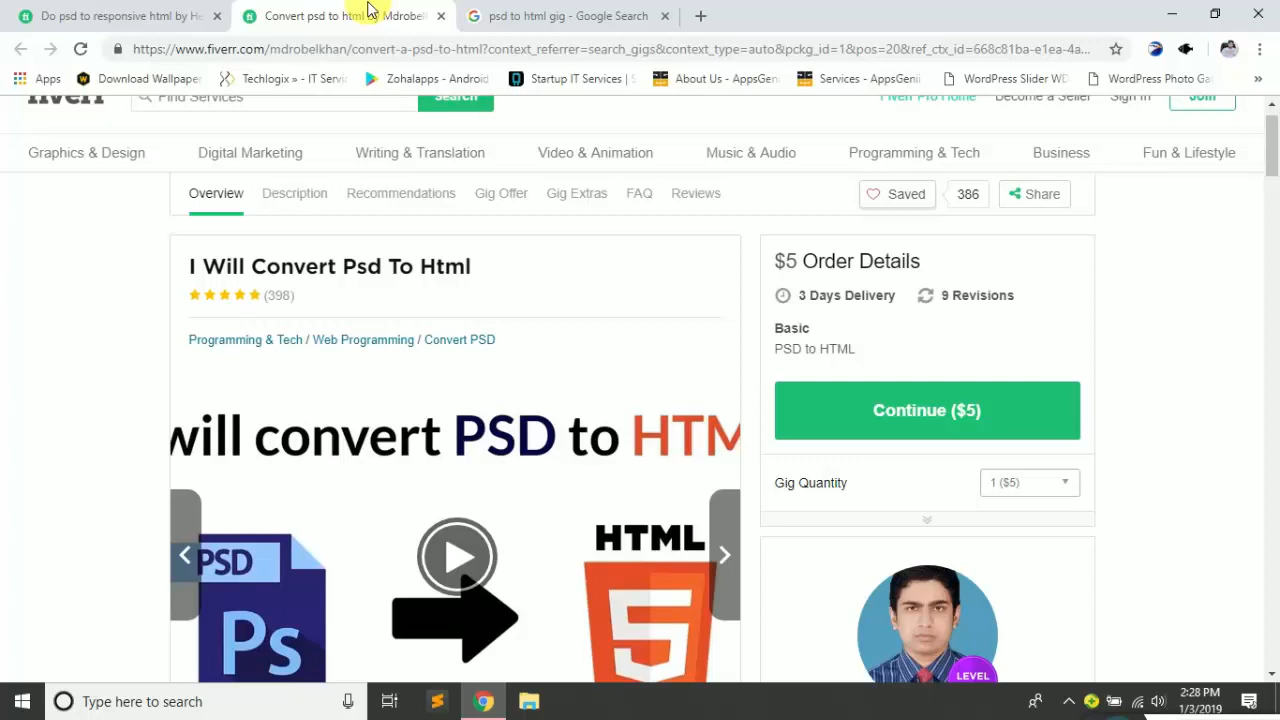 Do psd to responsive html by He
Convert psd to html by Mdrobel
psd to html gig - Google Search
https://www.fiverr.com/mdrobelkhan/convert-a-psd-to-html?context_referrer=search_gigs&context_type=auto&pckg_id=1&pos=20&ref_ctx_id=668c81ba-e1ea-4a...
Apps
Download Wallpaper
Techlogix » - IT Servi
Zohalapps - Android
Startup IT Services | S
About Us - AppsGeni
Services - AppsGenii
WordPress Slider WD
WordPress Photo Ga
»
fiverr
Find Services
Search
Fiverr Pro Home
Become a Seller
Sign In
Join
Graphics & Design
Digital Marketing
Writing & Translation
Video & Animation
Music & Audio
Programming & Tech
Business
Fun & Lifestyle
Overview
Description
Recommendations
Gig Offer
Gig Extras
FAQ
Reviews
Saved
386
Share
I Will Convert Psd To Html
(398)
Programming & Tech / Web Programming / Convert PSD
will convert PSD to HTM
PSD
Ps
HTML
5
$5 Order Details
3 Days Delivery
9 Revisions
Basic
PSD to HTML
Continue ($5)
Gig Quantity
1 ($5)
LEVEL
Type here to search
2:28 PM
1/3/2019